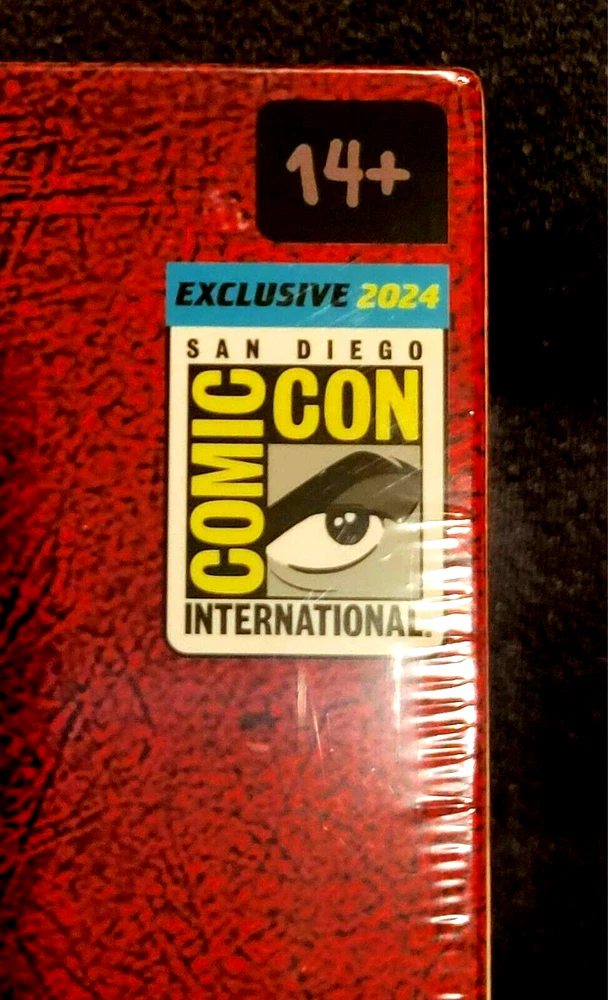 14+
EXCLUSIVE 2024
SAN DIEGO
COMIC CON
INTERNATIONAL.